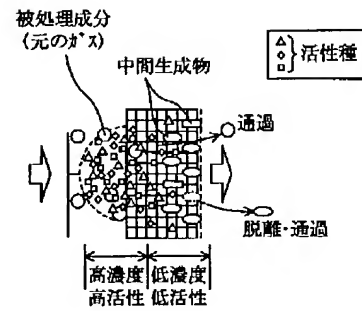 被処理成分
(元のガス)
中間生成物
活性種
通過
脱離・通過
高濃度
高活性
低濃度
低活性